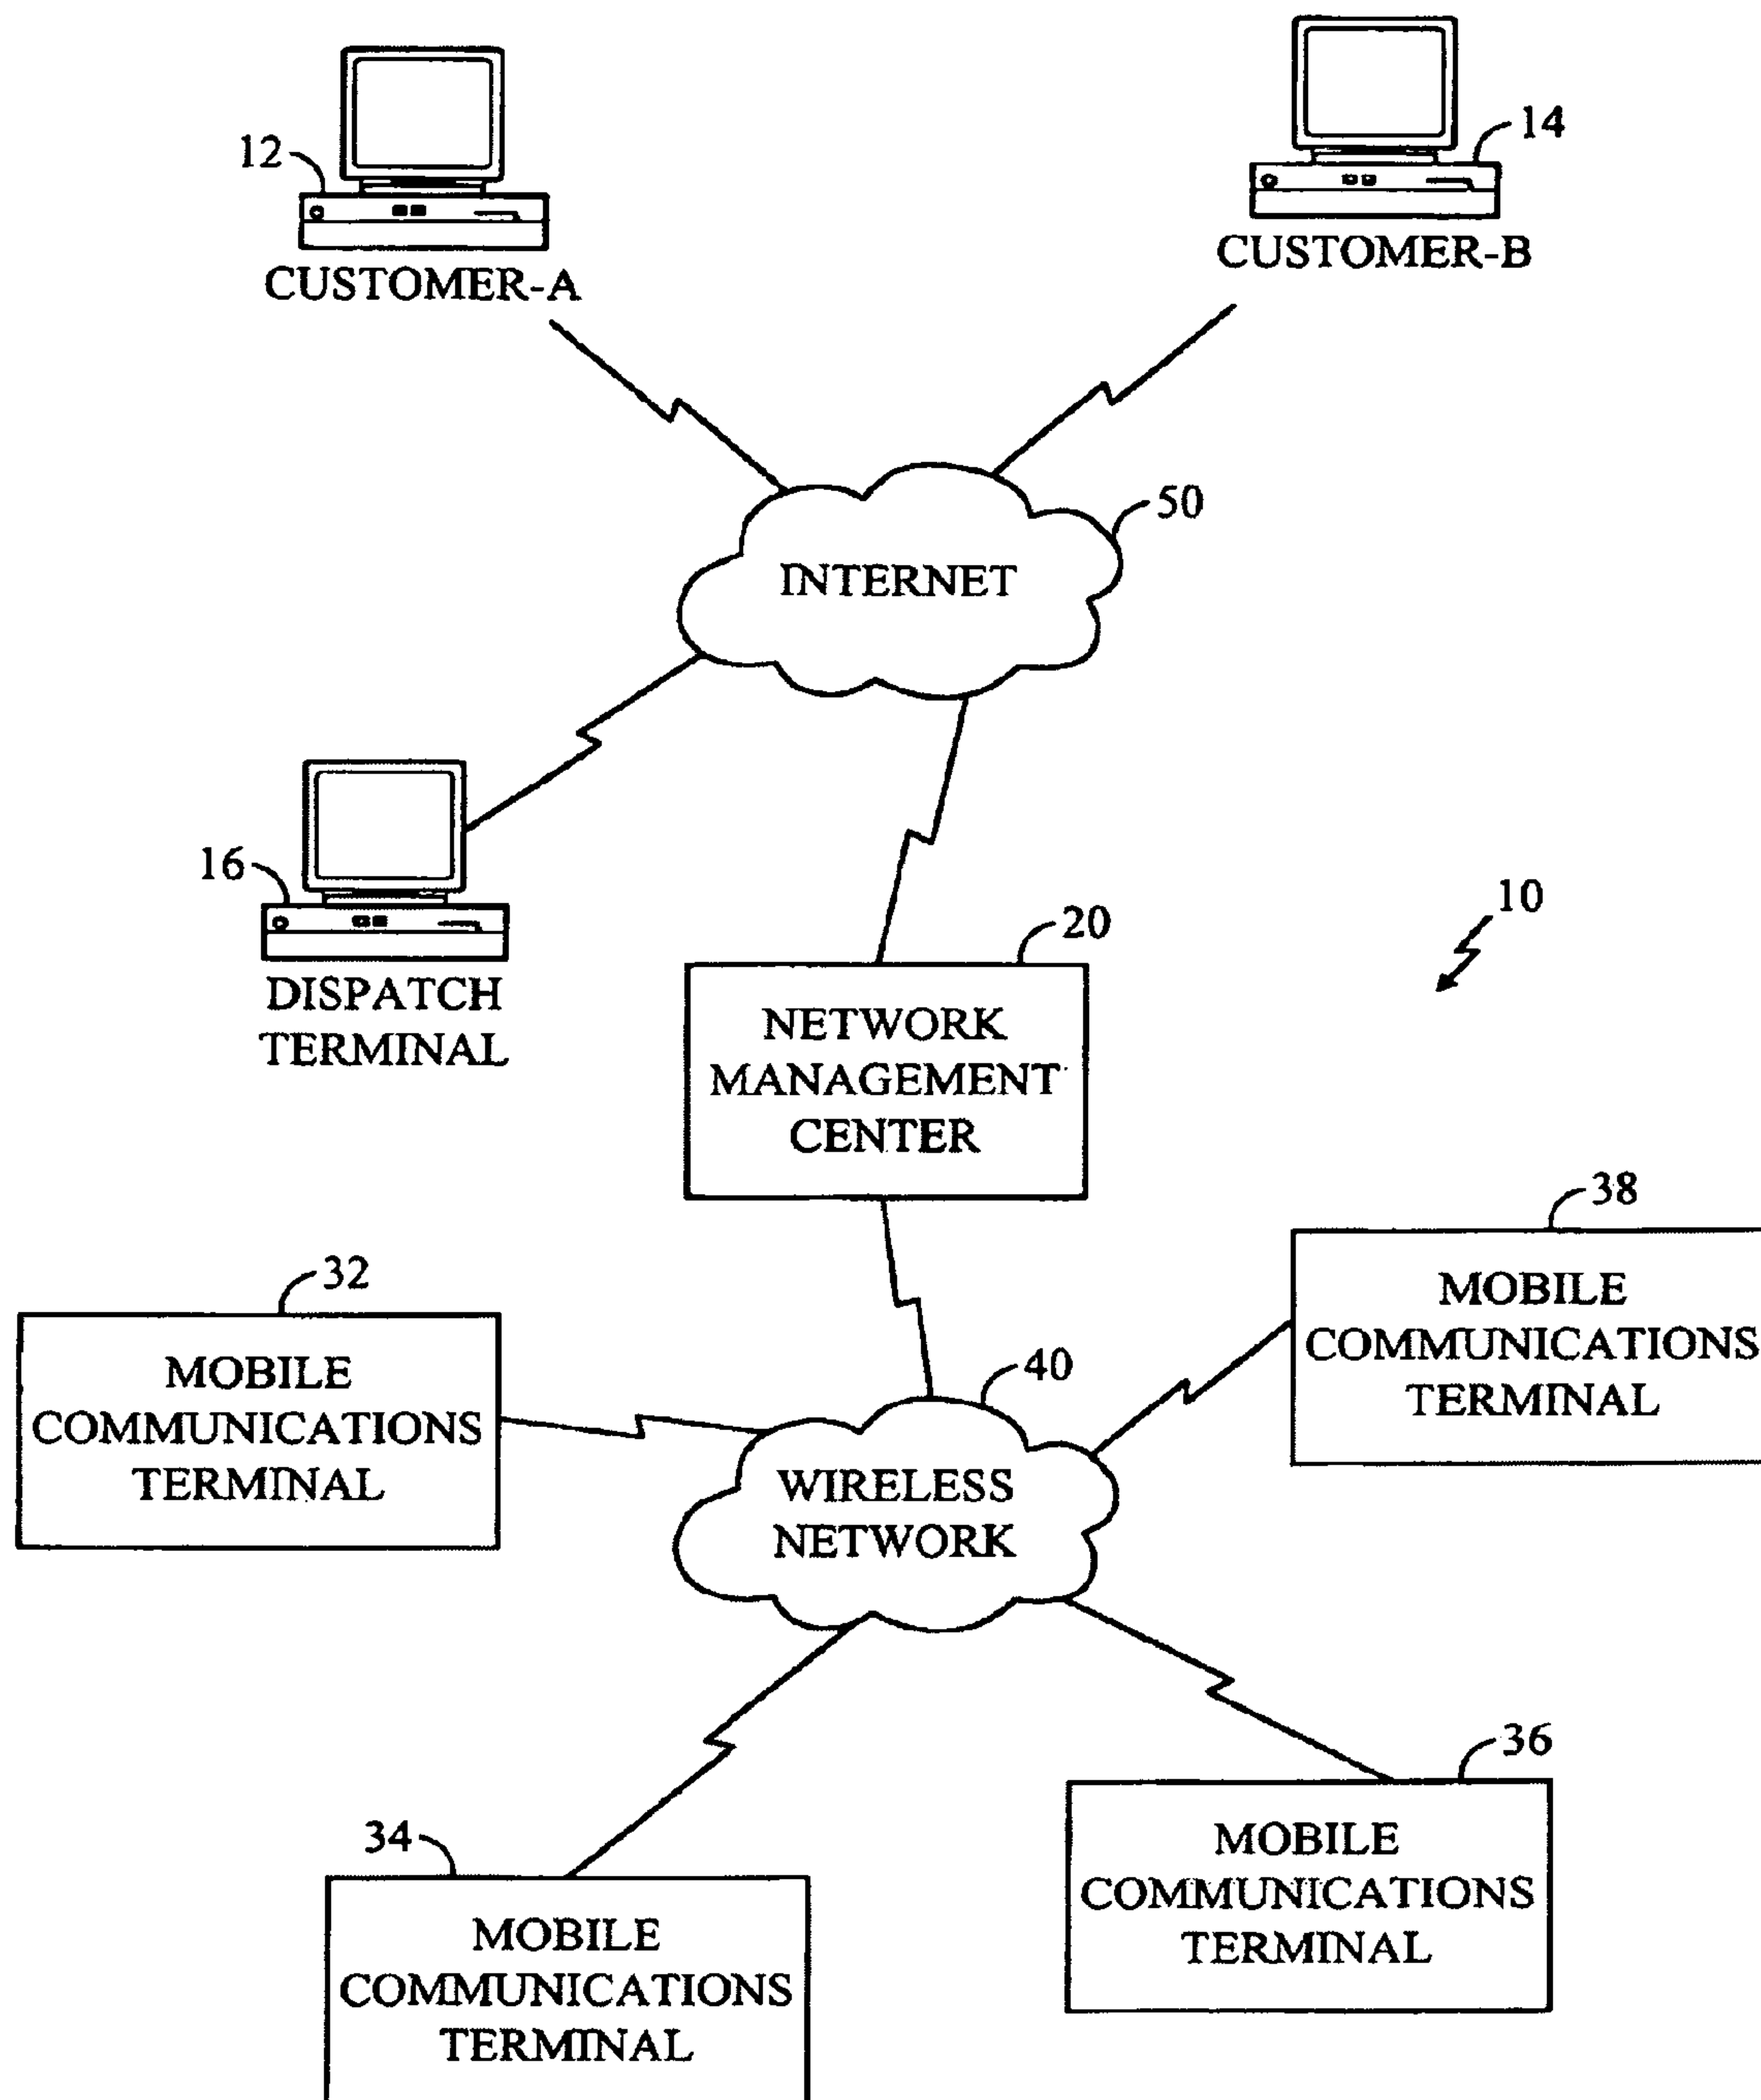 14
12
CUSTOMER-B
CUSTOMER-A
50
INTERNET
16
DISPATCH
TERMINAL
20
10
NETWORK
MANAGEMENT
CENTER
38
MOBILE
COMMUNICATIONS
TERMINAL
32
MOBILE
COMMUNICATIONS
TERMINAL
40
WIRELESS
NETWORK
36
MOBILE
COMMUNICATIONS
TERMINAL
34
MOBILE
COMMUNICATIONS
TERMINAL